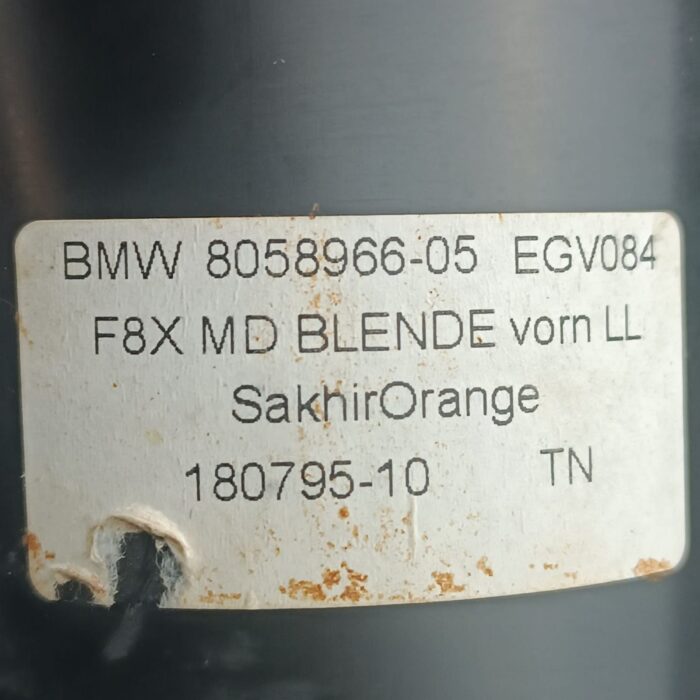 BMW 8058966-05 EGV084
F8X MD BLENDE vorn LL
SakhirOrange
180795-10 TN